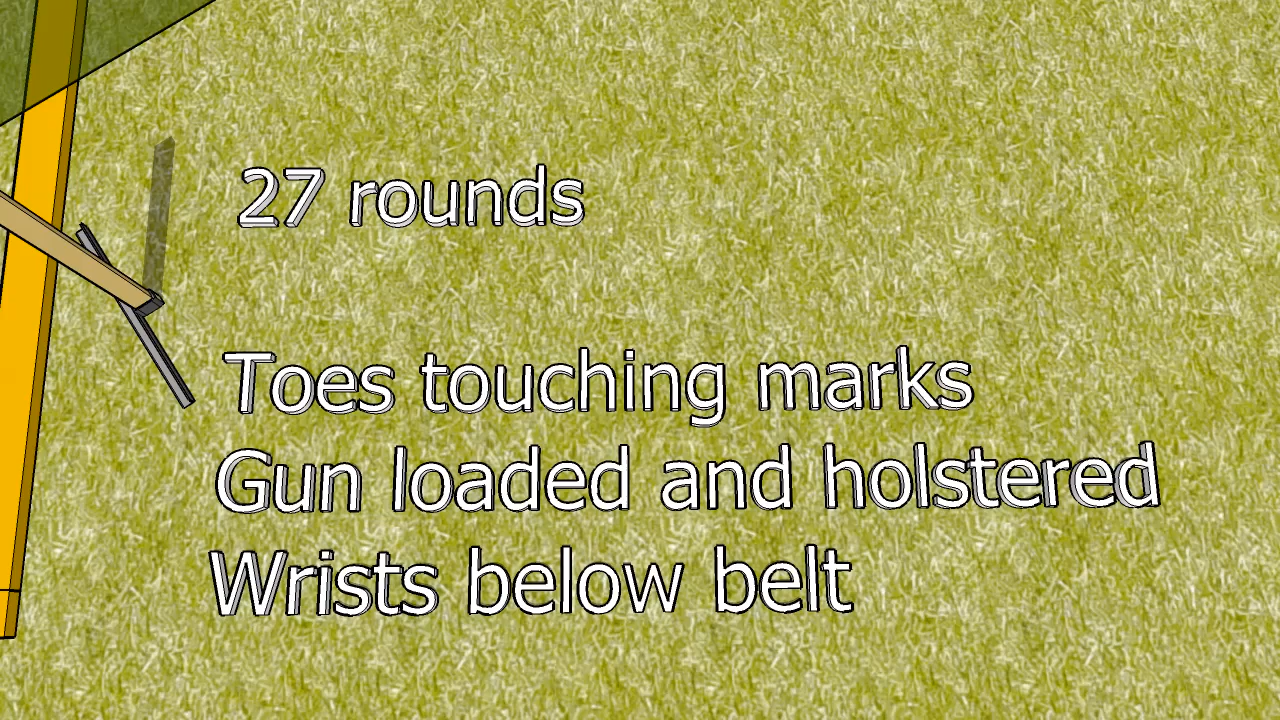 27 rounds
Toes touching marks
Gun loaded and holstered
Wrists below belt